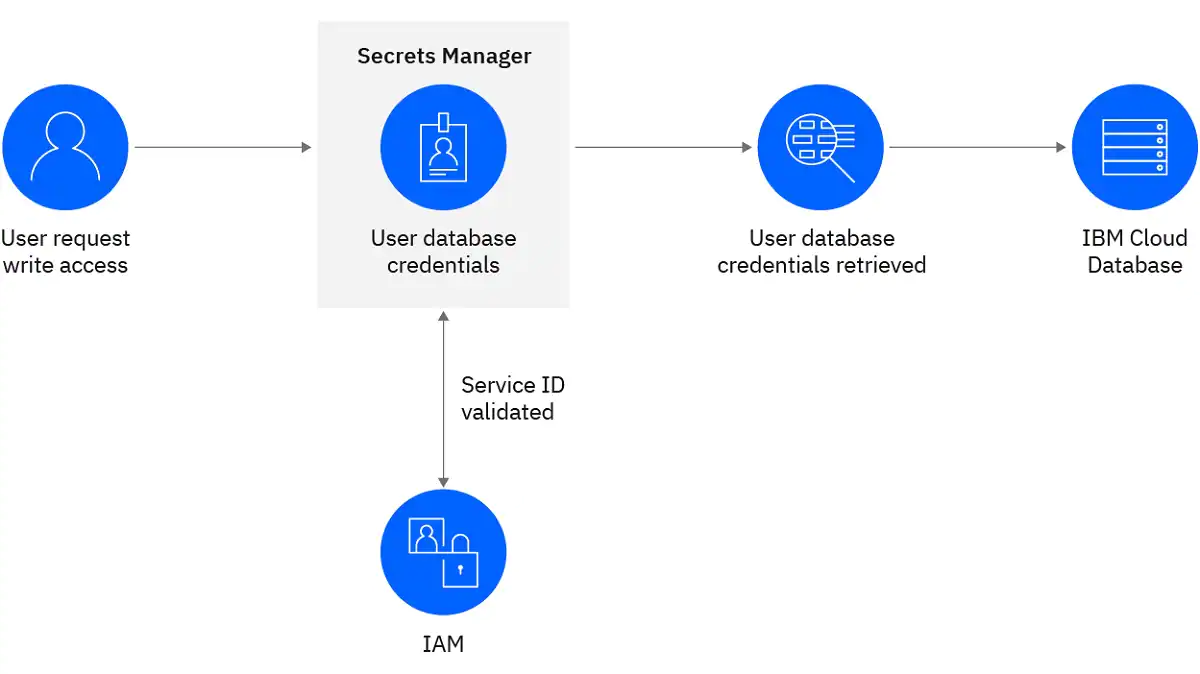 Secrets Manager
User request
write access
User database
credentials
User database
credentials retrieved
IBM Cloud
Database
Service ID
validated
IAM